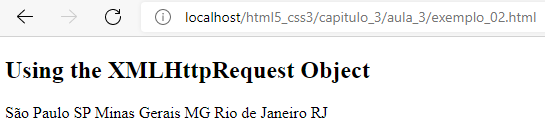 localhost/html5_css3/capitulo_3/aula_3/exemplo_02.html
Using the XMLHttpRequest Object
São Paulo SP Minas Gerais MG Rio de Janeiro RJ